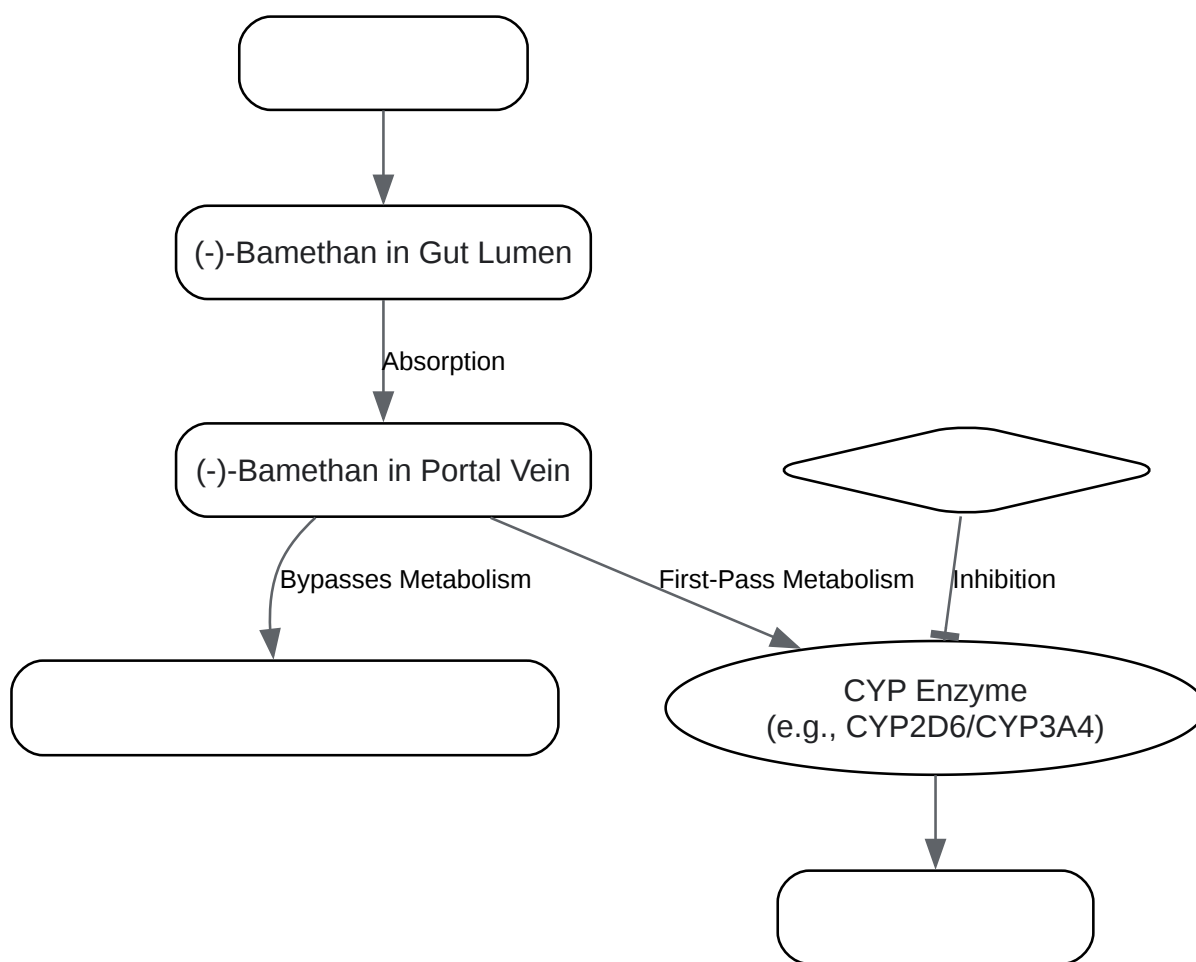 (-)-Bamethan in Gut Lumen
Absorption
(-)-Bamethan in Portal Vein
Bypasses Metabolism
First-Pass Metabolism
Inhibition
CYP Enzyme
(e.g., CYP2D6/CYP3A4)